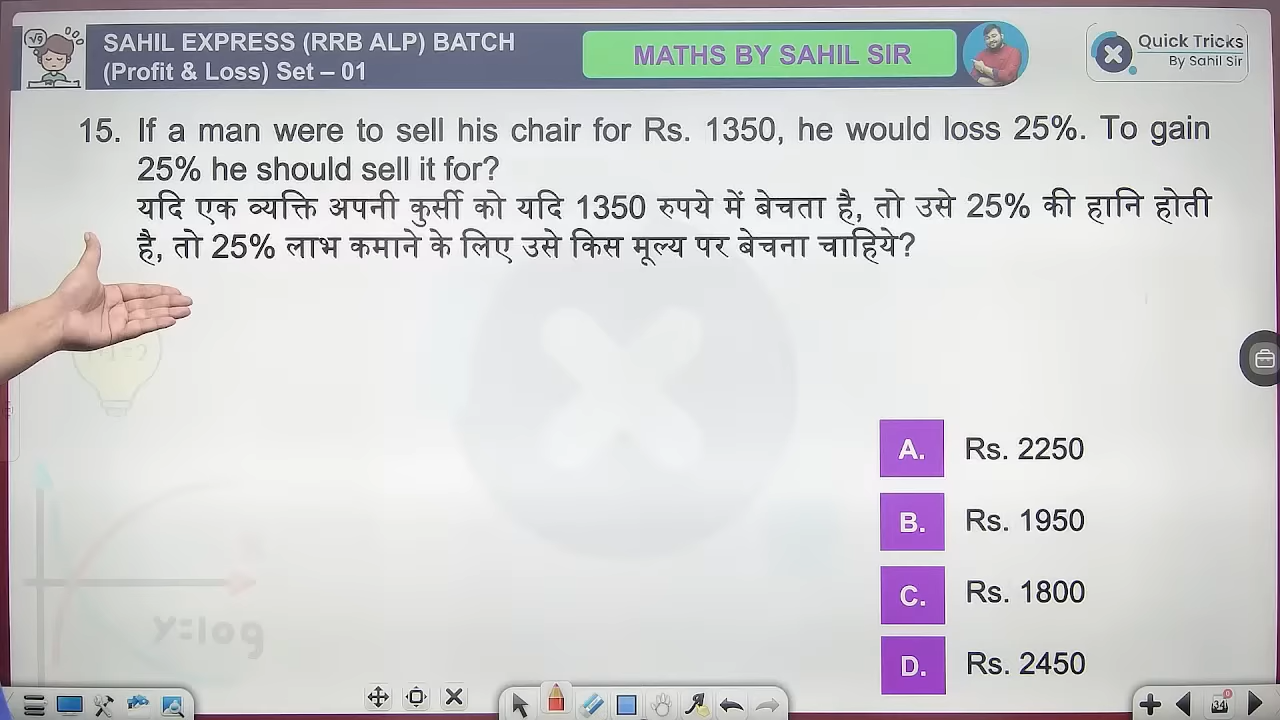 SAHIL EXPRESS (RRB ALP) BATCH
(Profit & Loss) Set – 01
MATHS BY SAHIL SIR
Quick Tricks
By Sahil Sir
15. If a man were to sell his chair for Rs. 1350, he would loss 25%. To gain
25% he should sell it for?
यदि एक व्यक्ति अपनी कुर्सी को यदि 1350 रुपये में बेचता है, तो उसे 25% की हानि होती
है, तो 25% लाभ कमाने के लिए उसे किस मूल्य पर बेचना चाहिये?
A. Rs. 2250
B. Rs. 1950
C. Rs. 1800
D. Rs. 2450
y=log
34